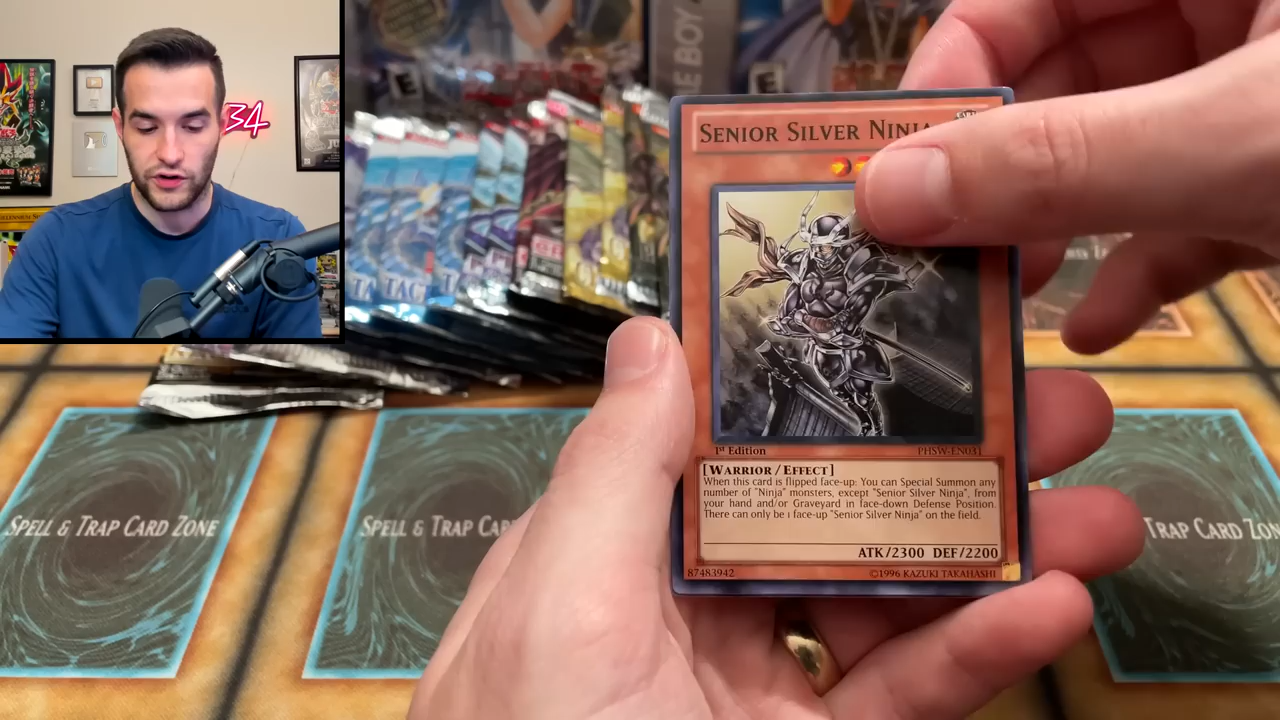 34
E
E
SENIOR SILVER NINJA
1st Edition
PHSW-EN031
[WARRIOR / EFFECT]
When this card is flipped face-up: You can Special Summon any
number of "Ninja" monsters, except "Senior Silver Ninja", from
your hand and/or Graveyard in face-down Defense Position.
There can only be 1 face-up "Senior Silver Ninja" on the field.
ATK/2300 DEF/2200
87483942
©1996 KAZUKI TAKAHASHI
SPELL & TRAP CARD ZONE
SPELL & TRAP CAR
TRAP CARD ZON